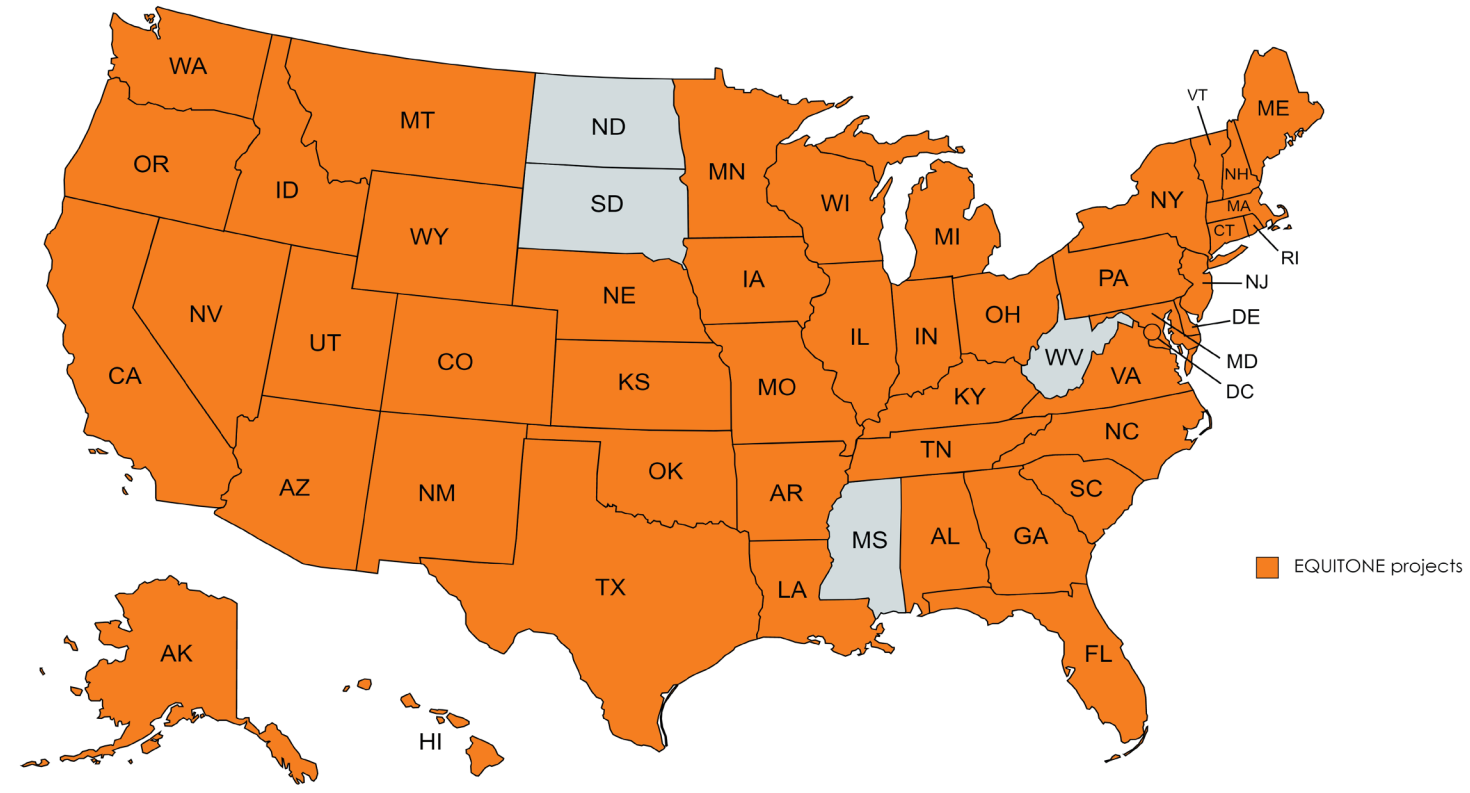 WA
OR
CA
NV
ID
MT
WY
UT
CO
AZ
NM
ND
SD
NE
KS
OK
TX
MN
IA
MO
AR
LA
WI
IL
MI
IN
OH
KY
TN
MS
AL
GA
FL
SC
NC
VA
WV
PA
NY
VT
NH
ME
MA
CT
RI
NJ
DE
MD
DC
AK
HI
EQUITONE projects